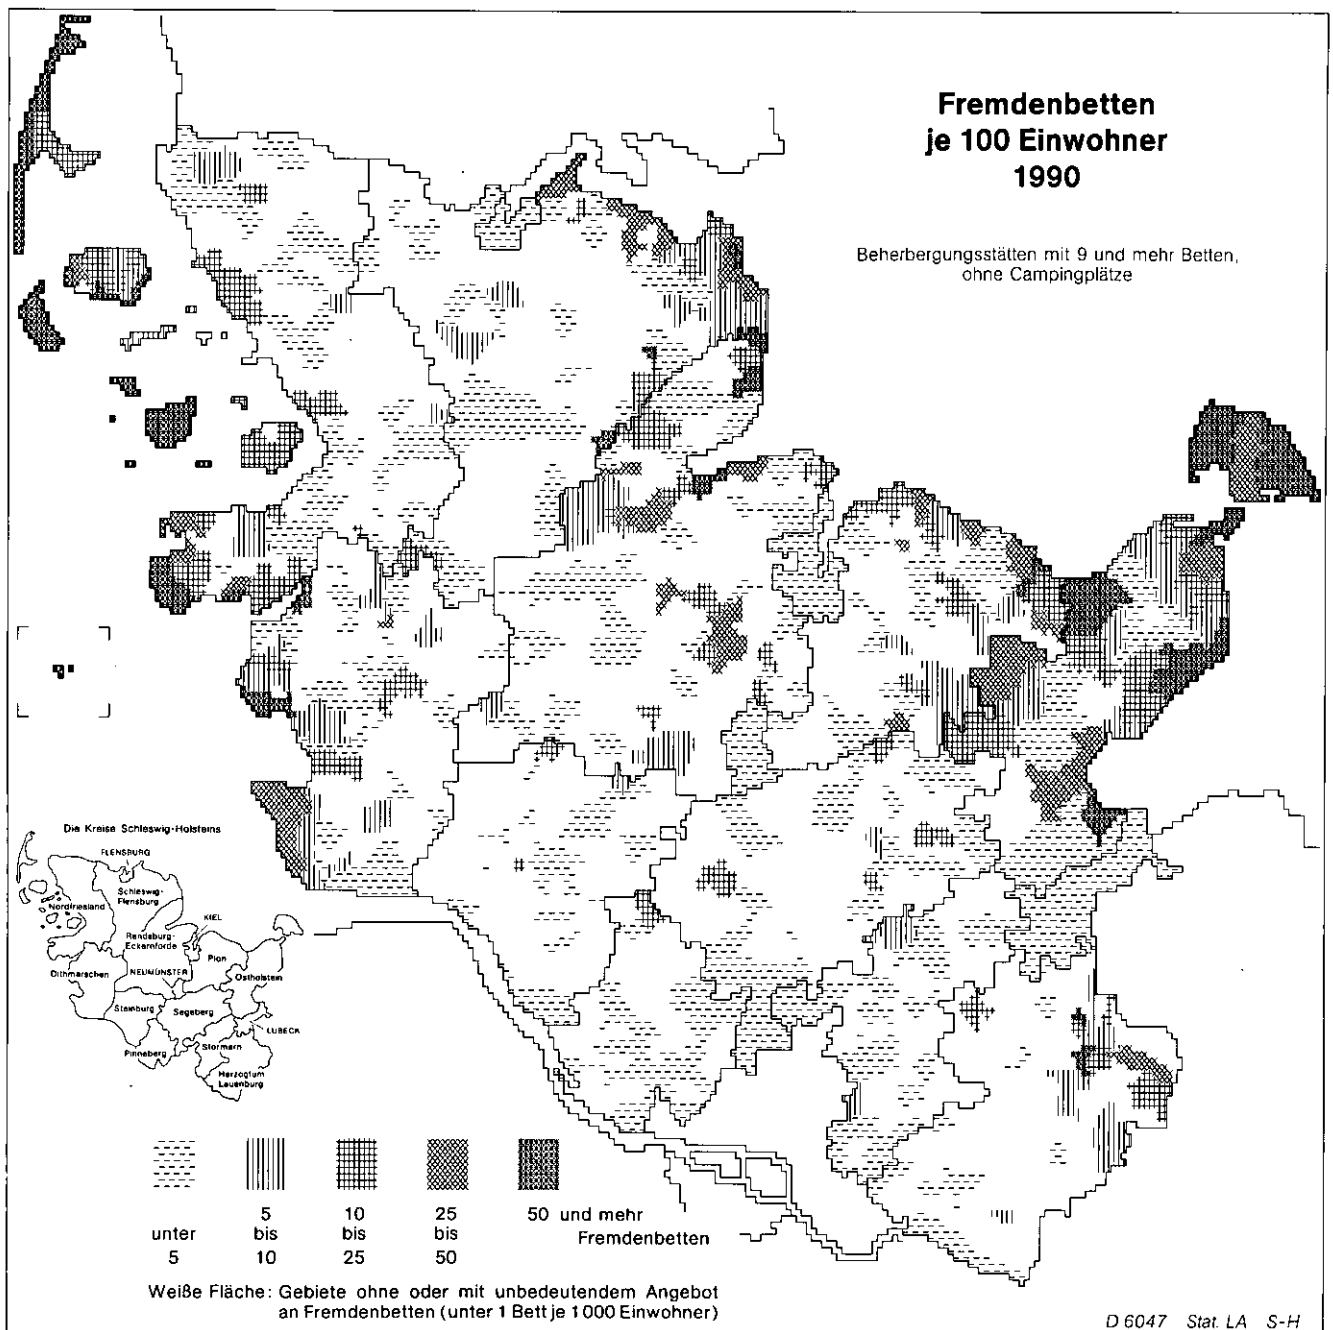 Fremdenbetten
je 100 Einwohner
1990
Beherbergungsstätten mit 9 und mehr Betten,
ohne Campingplätze
Die Kreise Schleswig-Holsteins
FLENSBURG
Schleswig-
Flensburg
Nordfriesland
KIEL
Rendsburg-
Eckernförde
Plön
Dithmarschen
NEUMÜNSTER
Ostholstein
Steinburg
Segeberg
LÜBECK
Pinneberg
Stormarn
Herzogtum
Lauenburg
unter
5
5
bis
10
10
bis
25
25
bis
50
50 und mehr
Fremdenbetten
Weiße Fläche: Gebiete ohne oder mit unbedeutendem Angebot
an Fremdenbetten (unter 1 Bett je 1000 Einwohner)
D 6047 Stat. LA S-H